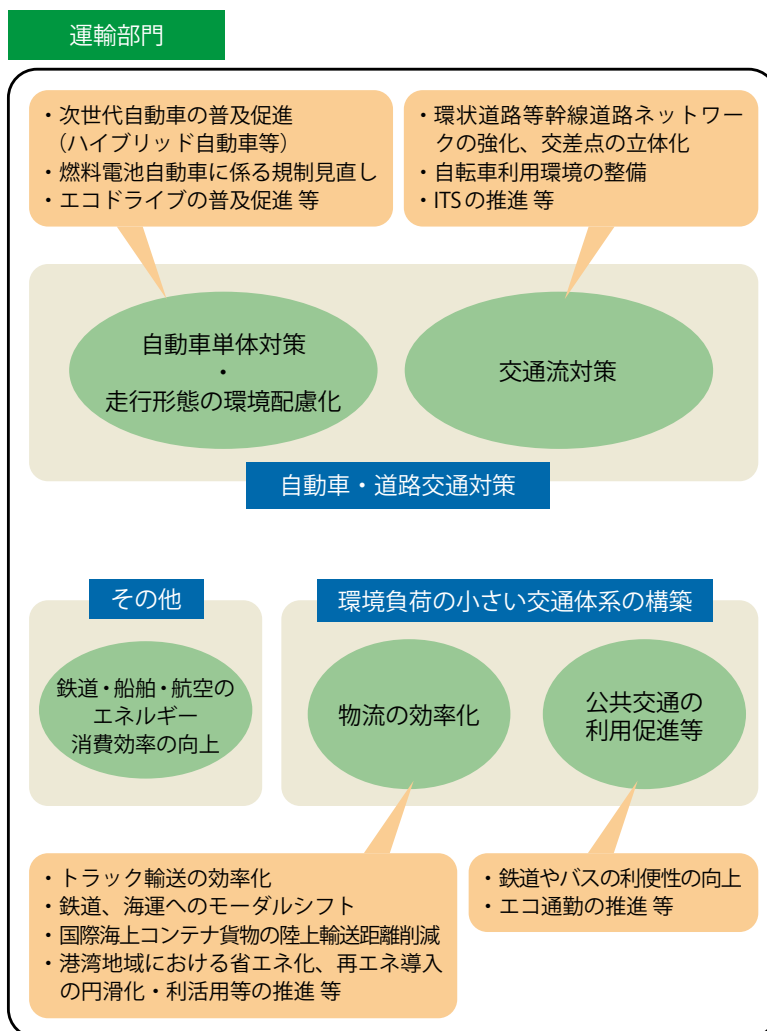 運輸部門
・次世代自動車の普及促進
（ハイブリッド自動車等）
・燃料電池自動車に係る規制見直し
・エコドライブの普及促進 等
・環状道路等幹線道路ネットワー
クの強化、交差点の立体化
・自転車利用環境の整備
・ITSの推進 等
自動車単体対策
・
走行形態の環境配慮化
交通流対策
自動車・道路交通対策
その他
鉄道・船舶・航空の
エネルギー
消費効率の向上
環境負荷の小さい交通体系の構築
物流の効率化
公共交通の
利用促進等
・トラック輸送の効率化
・鉄道、海運へのモーダルシフト
・国際海上コンテナ貨物の陸上輸送距離削減
・港湾地域における省エネ化、再エネ導入
の円滑化・利活用等の推進 等
・鉄道やバスの利便性の向上
・エコ通勤の推進 等